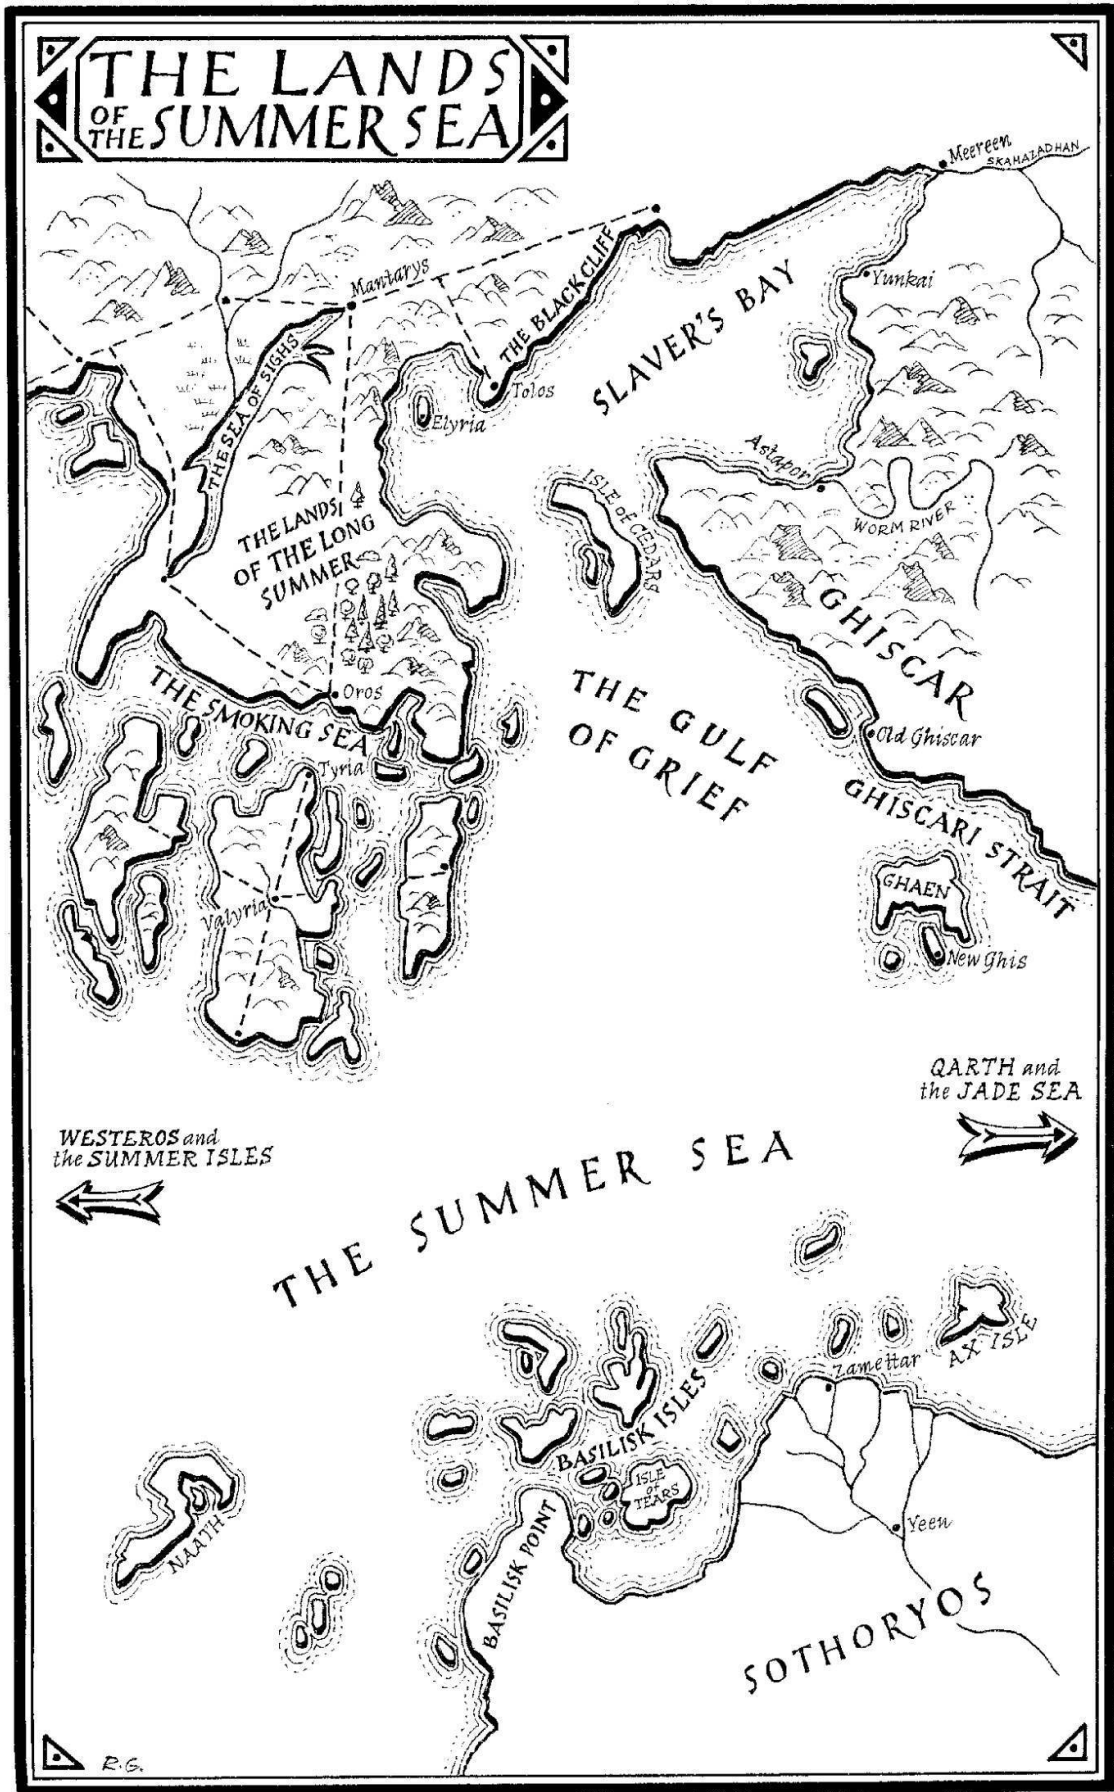 THE LANDS
OF THE SUMMER SEA
Meereen
SKAHAZADHAN
Mantarys
Yunkai
THE BLACK CLIFF
SLAVER'S BAY
THE SEA OF SIGHS
Tolos
Elyria
Astapor
ISLE of CEDARS
WORM RIVER
THE LANDS
OF THE LONG
SUMMER
GHISCAR
THE SMOKING SEA
Oros
THE GULF
OF GRIEF
Old Ghiscar
Tyria
GHISCARI STRAIT
GHAEN
Valyria
New Ghis
QARTH and
the JADE SEA
WESTEROS and
the SUMMER ISLES
THE SUMMER SEA
Zamettar
AX ISLE
BASILISK ISLES
ISLE
of
TEARS
NAATH
BASILISK POINT
Yeen
SOTHORYOS
R.G.